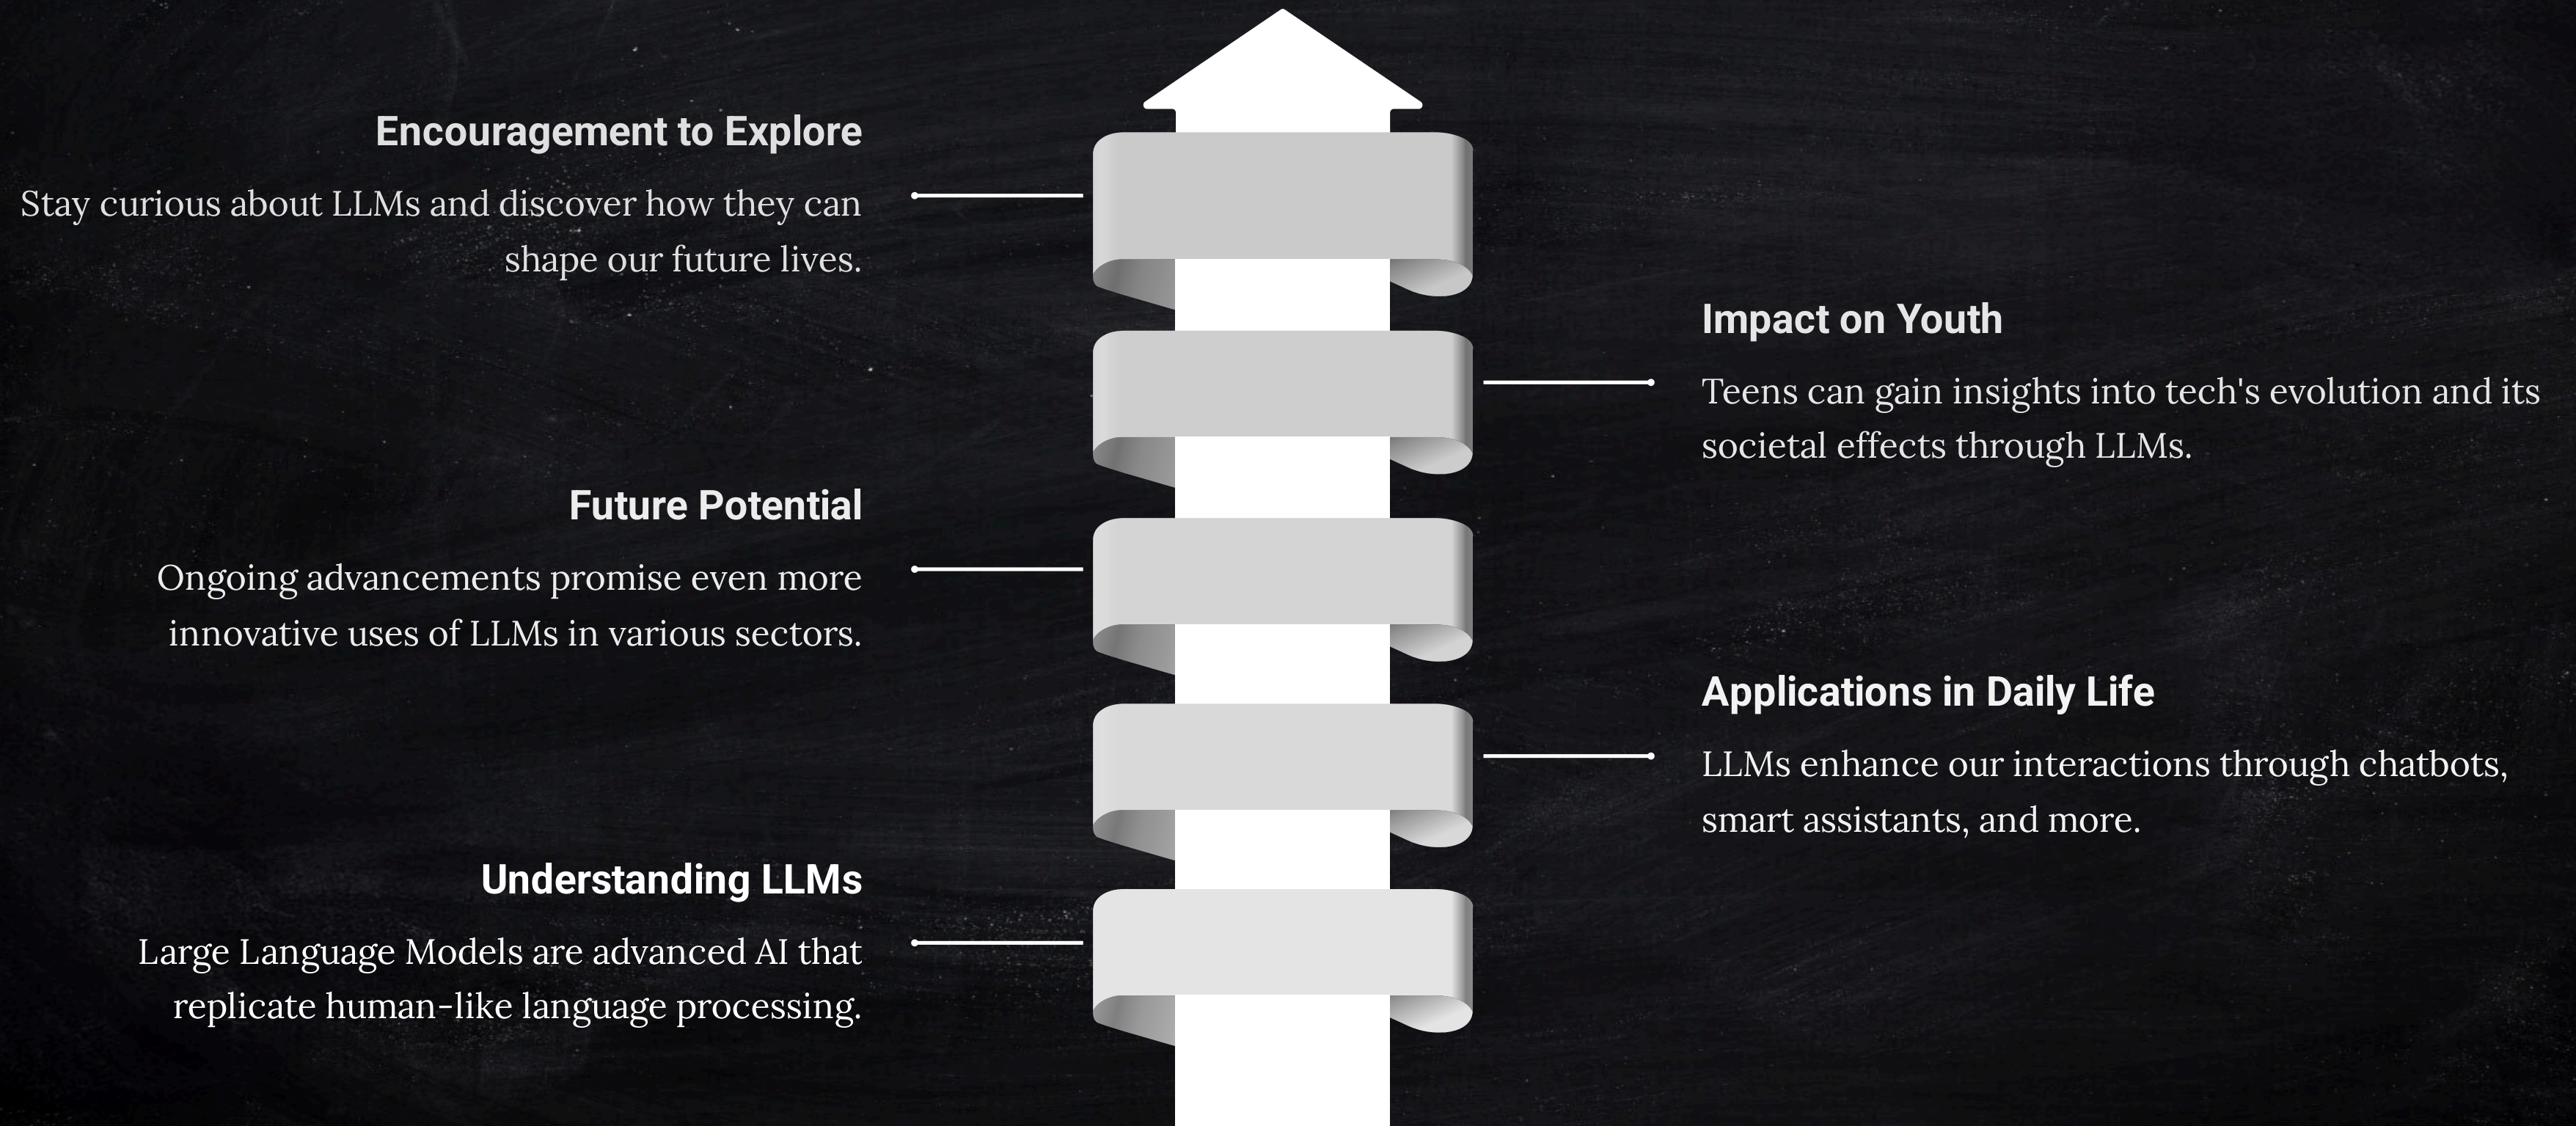 Encouragement to Explore
Stay curious about LLMs and discover how they can
shape our future lives.
Impact on Youth
Teens can gain insights into tech's evolution and its
societal effects through LLMs.
Future Potential
Ongoing advancements promise even more
innovative uses of LLMs in various sectors.
Applications in Daily Life
LLMs enhance our interactions through chatbots,
smart assistants, and more.
Understanding LLMs
Large Language Models are advanced AI that
replicate human-like language processing.